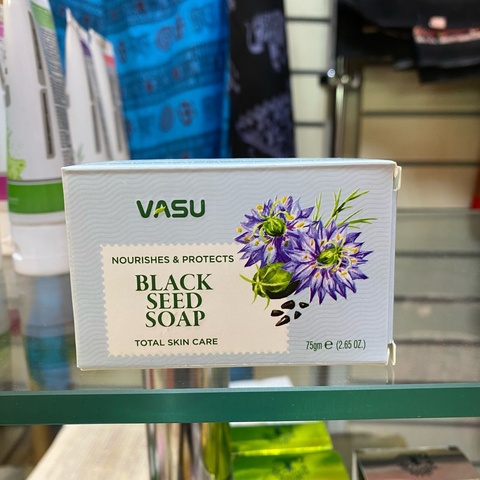 VASU
NOURISHES & PROTECTS
BLACK
SEED
SOAP
TOTAL SKIN CARE
75gm ℮ (2.65 OZ.)